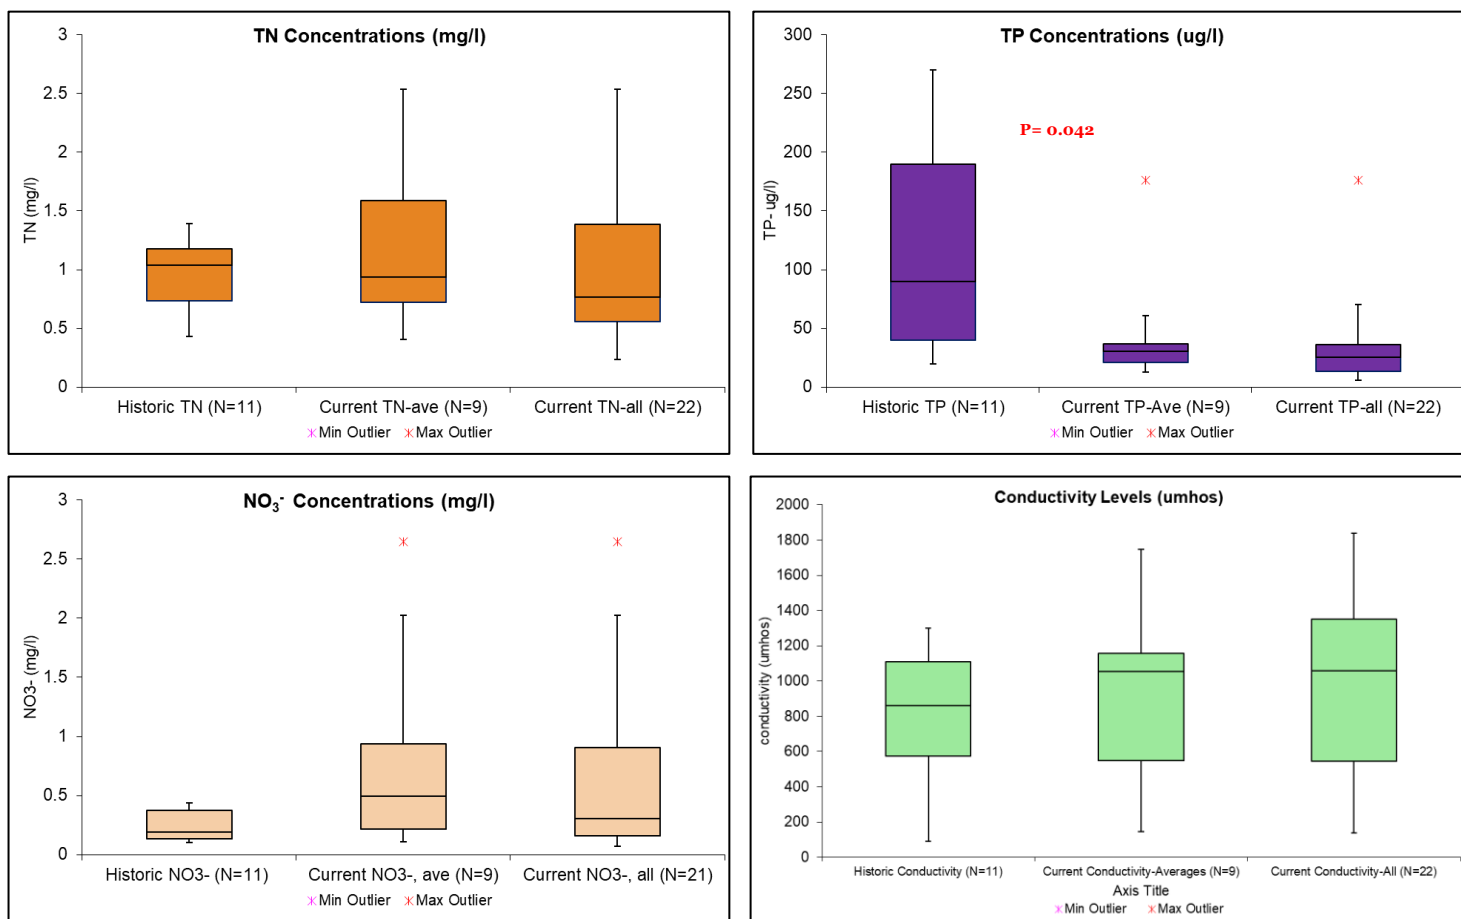 TN Concentrations (mg/l)
3
2.5
2
1.5
1
0.5
0
TN (mg/l)
Historic TN (N=11) Current TN-ave (N=9) Current TN-all (N=22)
Min Outlier Max Outlier
TP Concentrations (ug/l)
300
250
200
150
100
50
0
TP- ug/l)
P= 0.042
Historic TP (N=11) Current TP-Ave (N=9) Current TP-all (N=22)
Min Outlier Max Outlier
NO₃⁻ Concentrations (mg/l)
3
2.5
2
1.5
1
0.5
0
NO3- (mg/l)
Historic NO3- (N=11) Current NO3-, ave (N=9) Current NO3-, all (N=21)
Min Outlier Max Outlier
Conductivity Levels (umhos)
2000
1800
1600
1400
1200
1000
800
600
400
200
0
conductivity (umhos)
Historic Conductivity (N=11) Current Conductivity-Averages (N=9) Current Conductivity-All (N=22)
Axis Title
Min Outlier Max Outlier